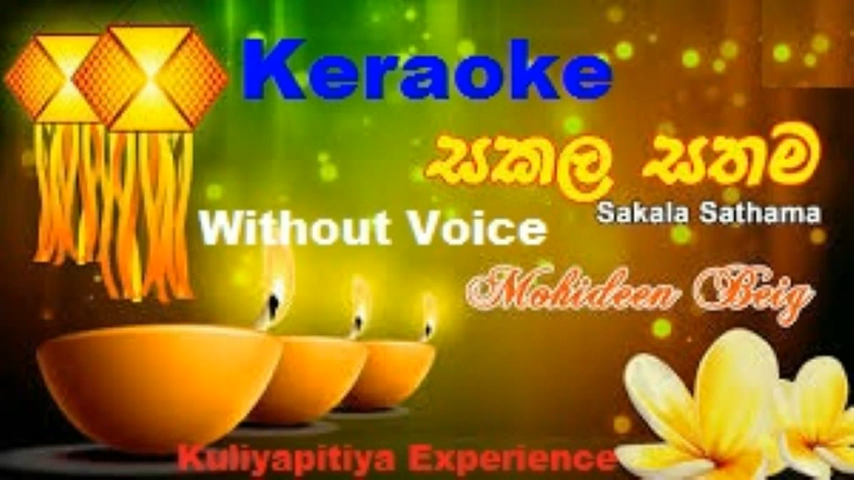 Keraoke
සකල සතම
Sakala Sathama
Without Voice
Mohideen Beig
Kuliyapitiya Experience